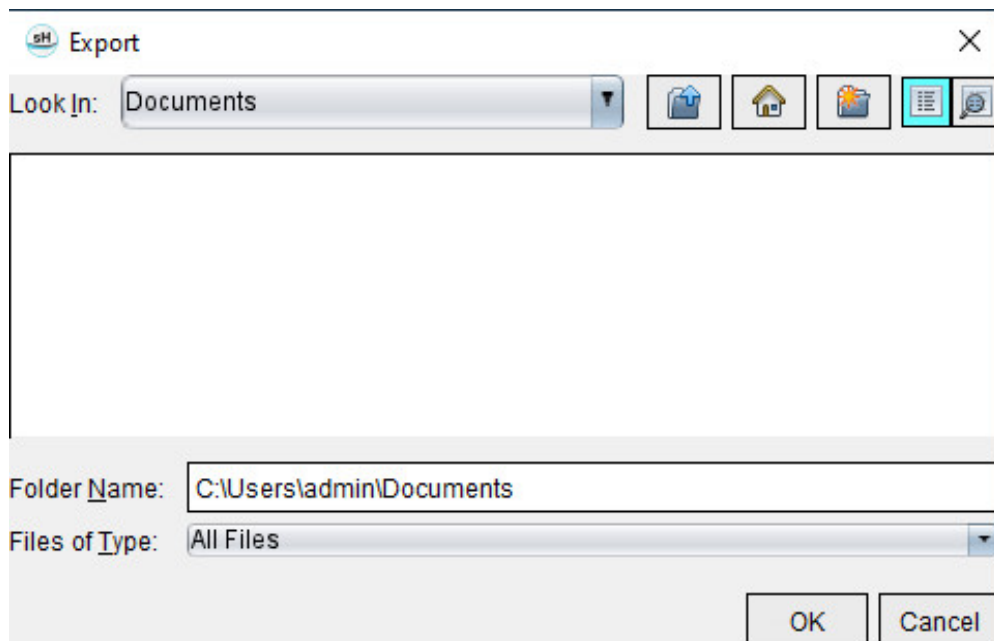 sH Export
Look In: Documents
Folder Name: C:\Users\admin\Documents
Files of Type: All Files
OK Cancel